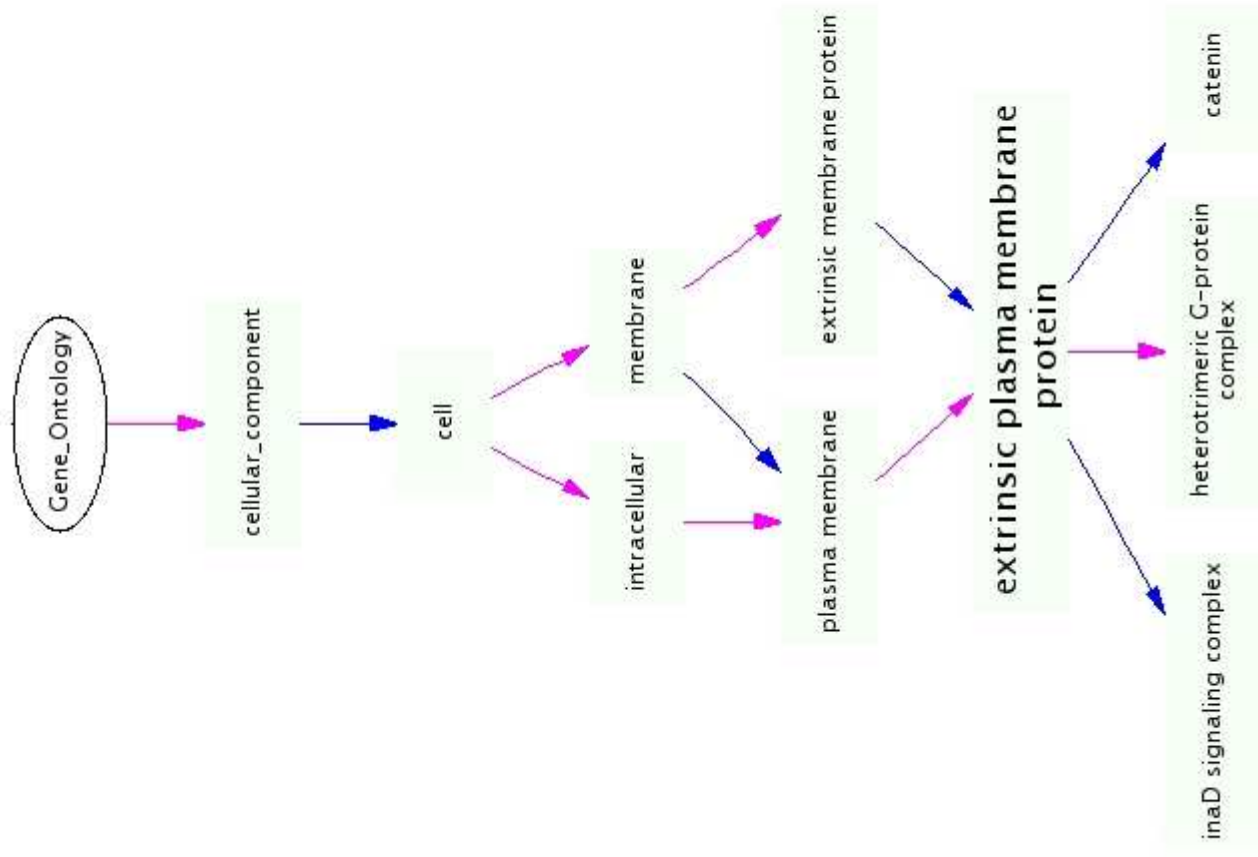 Gene_Ontology
cellular_component
cell
intracellular
membrane
plasma membrane
extrinsic membrane protein
extrinsic plasma membrane
protein
inaD signaling complex
heterotrimeric G-protein
complex
catenin